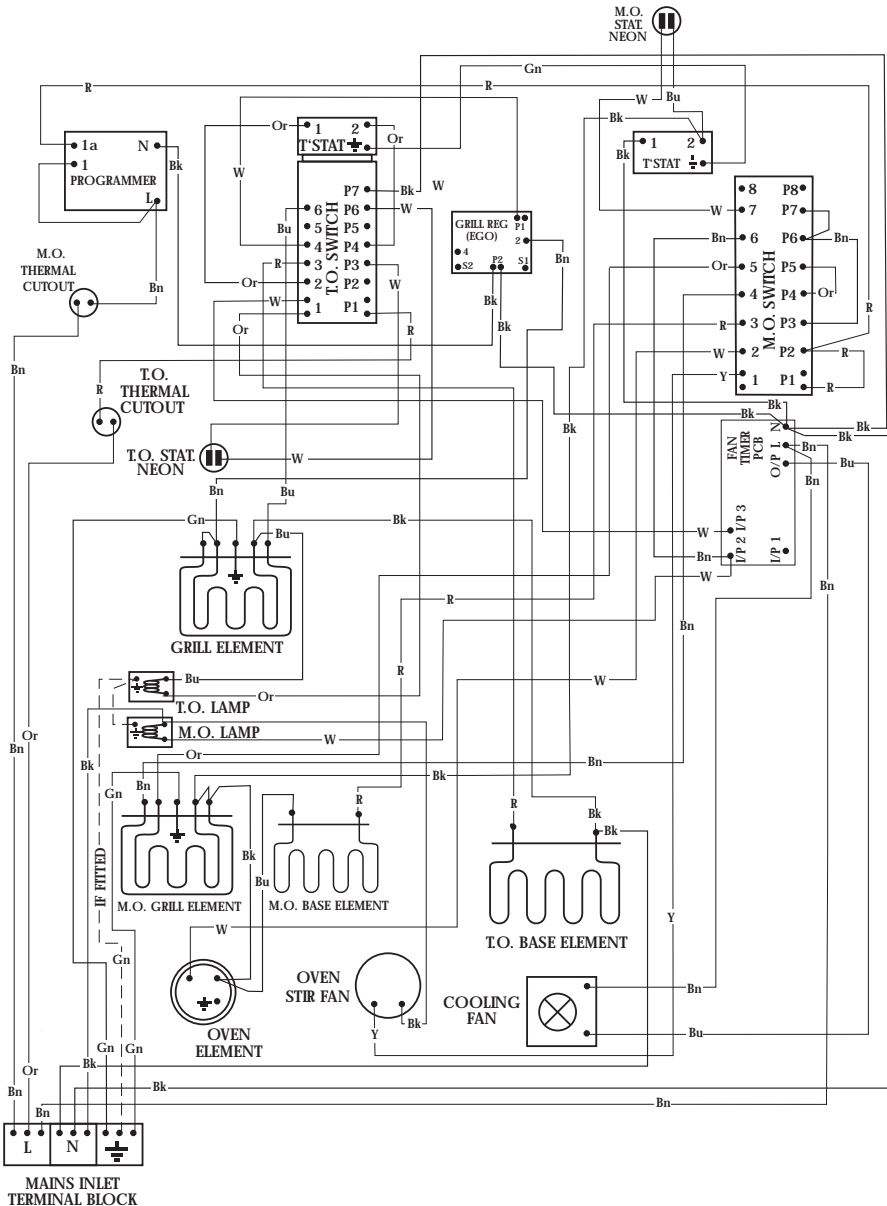 M.O.
STAT.
NEON
Gn
R
R
W
Bu
Bk
Or
1
2
T'STAT
Or
1a
N
1
PROGRAMMER
L
Bk
W
Bk
1
2
T'STAT
P7
Bk
W
6
P6
W
Bu
5
P5
4
P4
R
3
P3
Or
2
P2
W
1
P1
Or
T.O. SWITCH
W
R
GRILL REG
(EGO)
P1
2
4
S2
P2
S1
Bn
Bk
Bk
8
P8
W
7
P7
Bn
6
P6
Bn
Or
5
P5
4
P4
Or
R
R
3
P3
W
2
P2
R
Y
1
P1
R
M.O. SWITCH
M.O.
THERMAL
CUTOUT
Bn
Bn
T.O.
THERMAL
CUTOUT
R
T.O. STAT.
NEON
W
Bk
Bk
Bk
Bk
Bk
Bn
Bu
FAN
TIMER
PCB
O/P L N
I/P 2 I/P 3
I/P 1
W
Bn
W
Bn
Bn
Bn
Bn
Bu
Gn
Bu
Bk
GRILL ELEMENT
R
R
W
Bu
Or
T.O. LAMP
M.O. LAMP
W
Or
Or
Bn
Bk
Gn
Bn
Bk
Bn
R
R
Bk
Bk
Bk
Bu
IF FITTED
M.O. GRILL ELEMENT
M.O. BASE ELEMENT
T.O. BASE ELEMENT
W
Y
Gn
OVEN
ELEMENT
OVEN
STIR FAN
Y
Bk
COOLING
FAN
Bn
Bu
Gn
Gn
Bk
Or
Bn
Bn
Bk
Bn
L
N
MAINS INLET
TERMINAL BLOCK